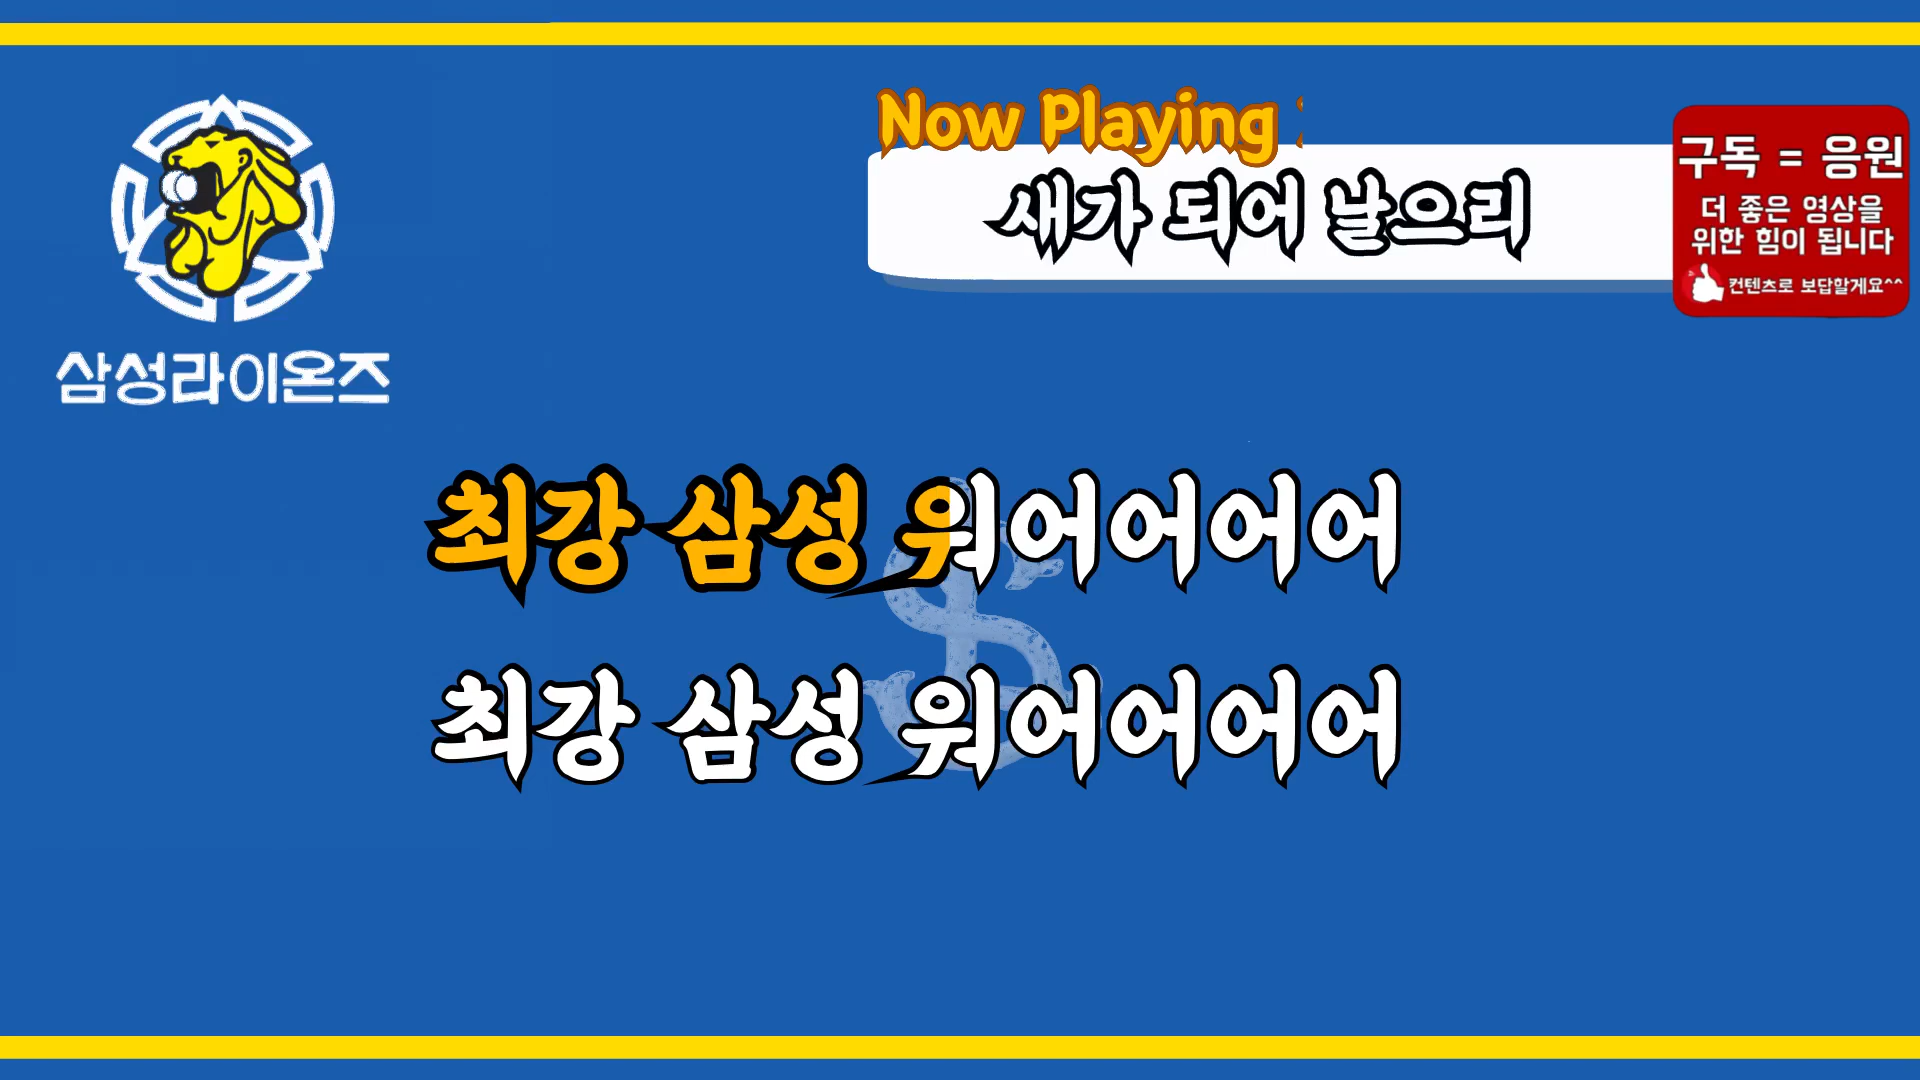 Now Playing :
새가 되어 날으리
구독 = 응원
더 좋은 영상을
위한 힘이 됩니다
컨텐츠로 보답할게요^^
삼성라이온즈
최강 삼성 워어어어어
최강 삼성 워어어어어